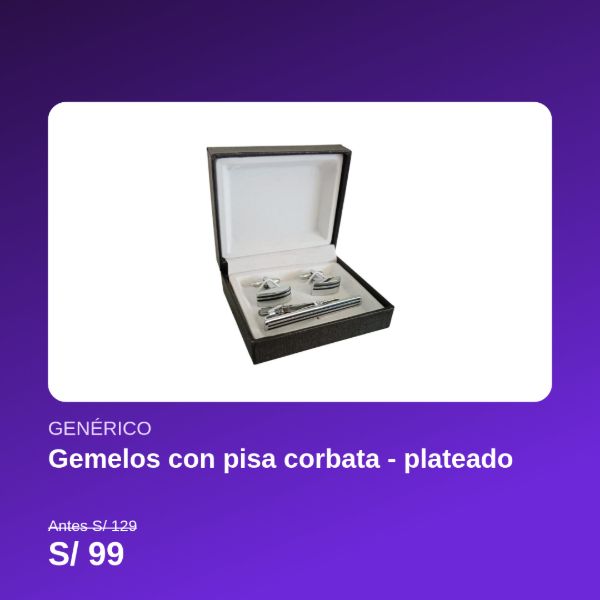 GENÉRICO
Gemelos con pisa corbata - plateado
Antes S/ 129
S/ 99